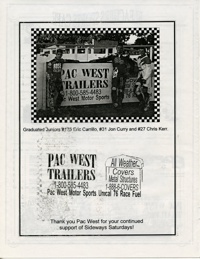 PAC WEST
TRAILERS
1-800-585-4483
Pac West Motor Sports
Graduated Juniors #178 Eric Carrillo, #31 Jon Curry and #27 Chris Kerr.
PAC WEST
TRAILERS
1-800-585-4483
Pac West Motor Sports Unocal 76 Race Fuel
All Weather
Covers
Metal Structures
1-888-6-COVERS
Thank you Pac West for your continued
support of Sideways Saturdays!